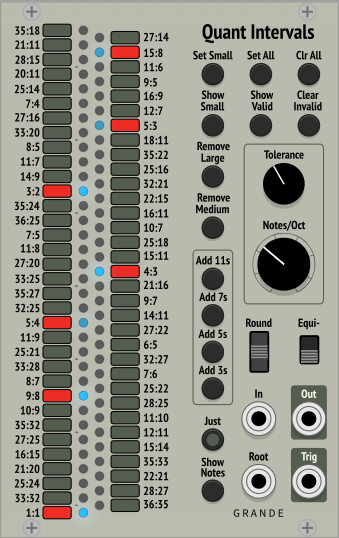 Quant Intervals
35:18
21:11
28:15
20:11
25:14
7:4
27:16
33:20
8:5
11:7
14:9
3:2
35:24
36:25
7:5
11:8
27:20
33:25
35:27
32:25
5:4
11:9
25:21
33:28
8:7
9:8
10:9
35:32
27:25
16:15
21:20
25:24
33:32
1:1
27:14
15:8
11:6
9:5
16:9
12:7
5:3
18:11
35:22
25:16
32:21
22:15
16:11
10:7
25:18
15:11
4:3
21:16
9:7
14:11
27:22
6:5
32:27
7:6
25:22
28:25
11:10
12:11
15:14
35:33
22:21
28:27
36:35
Set Small
Set All
Clr All
Show
Small
Show
Valid
Clear
Invalid
Remove
Large
Remove
Medium
Tolerance
Notes/Oct
Add 11s
Add 7s
Add 5s
Add 3s
Round
Equi-
Just
In
Out
Show
Notes
Root
Trig
GRANDE